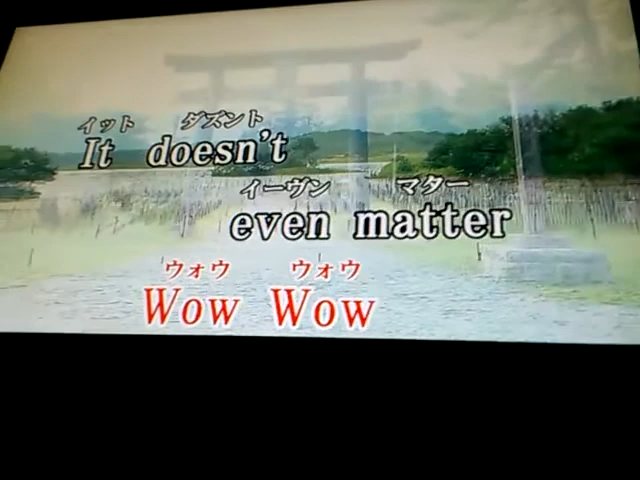 イット ダズント
It doesn't
イーヴン マター
even matter
ウォウ ウォウ
Wow Wow